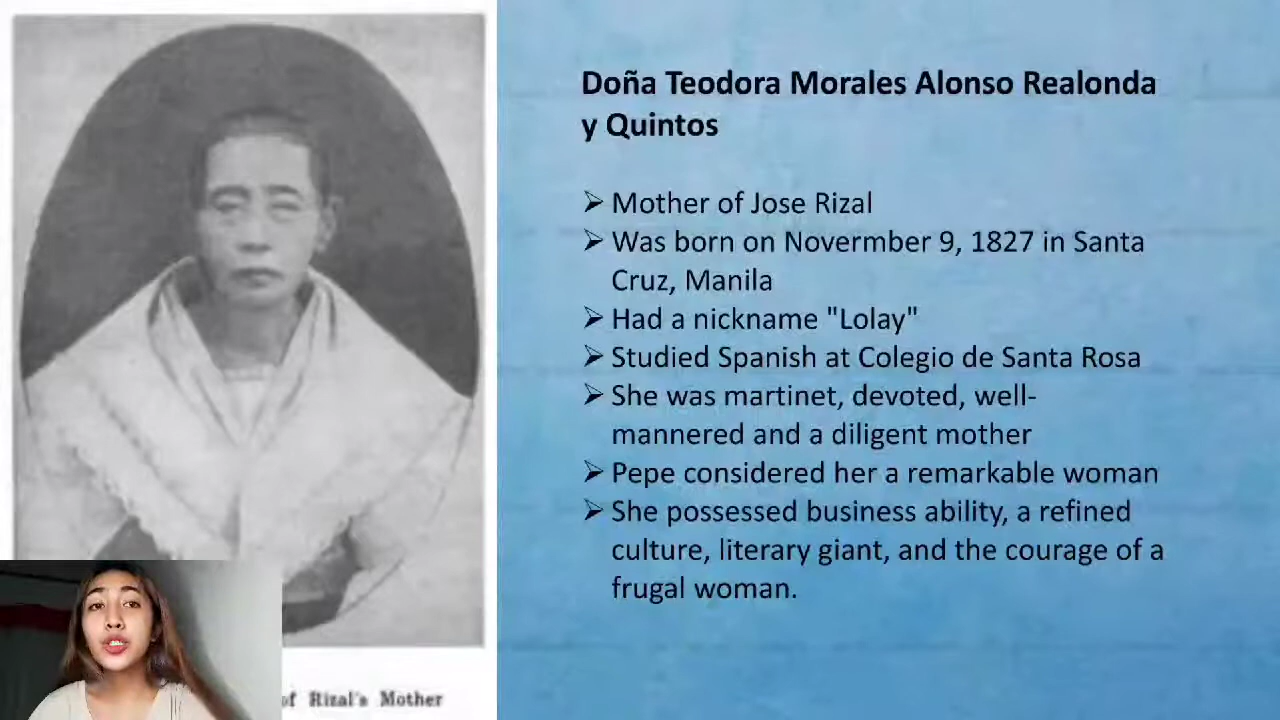 Doña Teodora Morales Alonso Realonda
y Quintos
➢ Mother of Jose Rizal
➢ Was born on Novermber 9, 1827 in Santa
Cruz, Manila
➢ Had a nickname "Lolay"
➢ Studied Spanish at Colegio de Santa Rosa
➢ She was martinet, devoted, well-
mannered and a diligent mother
➢ Pepe considered her a remarkable woman
➢ She possessed business ability, a refined
culture, literary giant, and the courage of a
frugal woman.
of Rizal's Mother